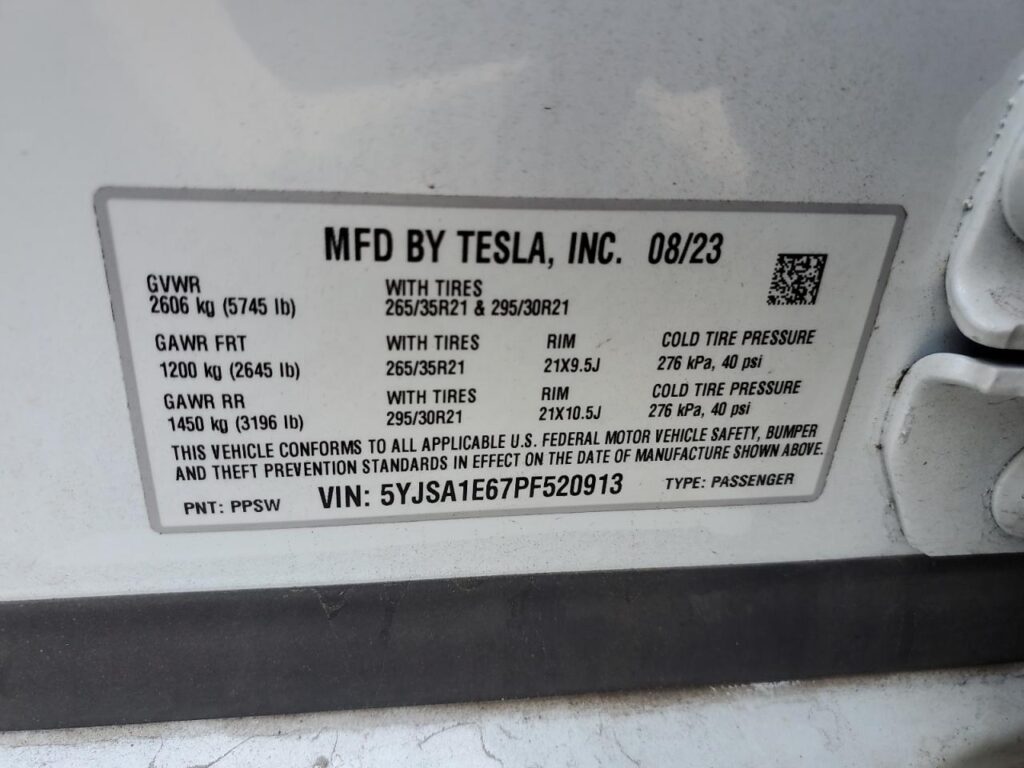 MFD BY TESLA, INC. 08/23
GVWR WITH TIRES
2606 kg (5745 lb) 265/35R21 & 295/30R21
GAWR FRT WITH TIRES RIM COLD TIRE PRESSURE
1200 kg (2645 lb) 265/35R21 21X9.5J 276 kPa, 40 psi
GAWR RR WITH TIRES RIM COLD TIRE PRESSURE
1450 kg (3196 lb) 295/30R21 21X10.5J 276 kPa, 40 psi
THIS VEHICLE CONFORMS TO ALL APPLICABLE U.S. FEDERAL MOTOR VEHICLE SAFETY, BUMPER
AND THEFT PREVENTION STANDARDS IN EFFECT ON THE DATE OF MANUFACTURE SHOWN ABOVE.
PNT: PPSW VIN: 5YJSA1E67PF520913 TYPE: PASSENGER